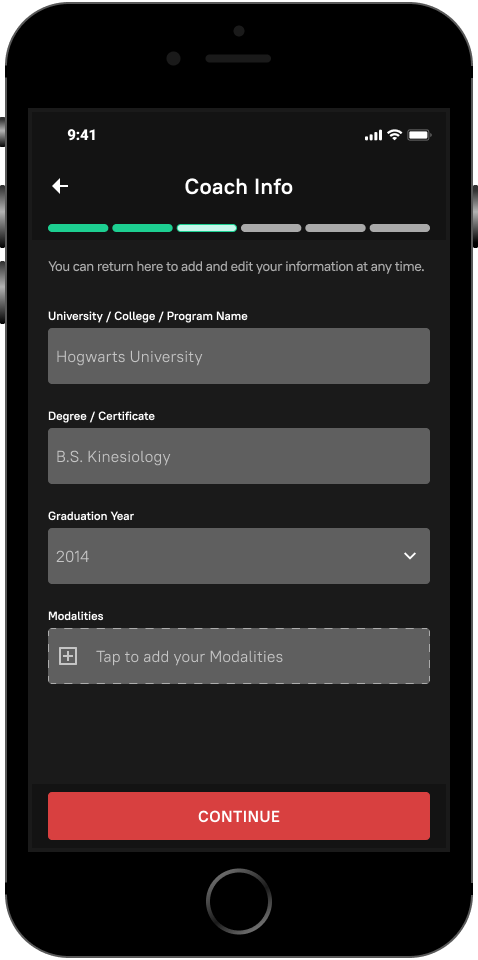 9:41
Coach Info
You can return here to add and edit your information at any time.
University / College / Program Name
Hogwarts University
Degree / Certificate
B.S. Kinesiology
Graduation Year
2014
Modalities
Tap to add your Modalities
CONTINUE